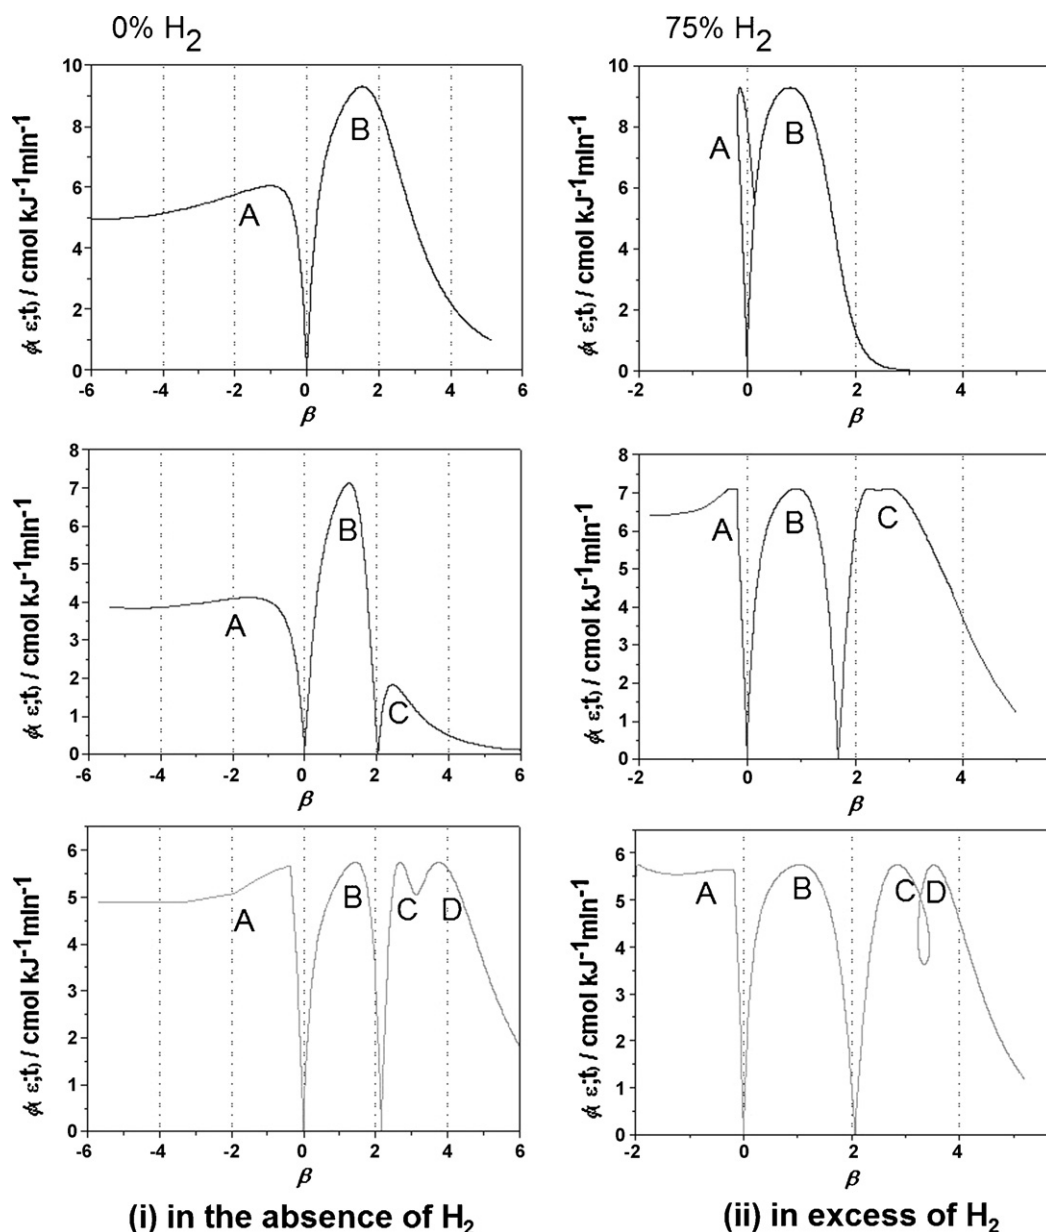 0% H2
75% H2
10
8
6
4
2
0
ϕ( ε;t) / cmol kJ-1mln-1
A
B
-6 -4 -2 0 2 4 6
β
10
8
6
4
2
0
ϕ( ε;t) / cmol kJ-1mln-1
A
B
-2 0 2 4
β
8
7
6
5
4
3
2
1
0
ϕ( ε;t) / cmol kJ-1mln-1
A
B
C
-6 -4 -2 0 2 4 6
β
8
7
6
5
4
3
2
1
0
ϕ( ε;t) / cmol kJ-1mln-1
A
B
C
-2 0 2 4
β
6
5
4
3
2
1
0
ϕ( ε;t) / cmol kJ-1mln-1
A
B
C
D
-6 -4 -2 0 2 4 6
β
6
5
4
3
2
1
0
ϕ( ε;t) / cmol kJ-1mln-1
A
B
C
D
-2 0 2 4
β
(i) in the absence of H2
(ii) in excess of H2